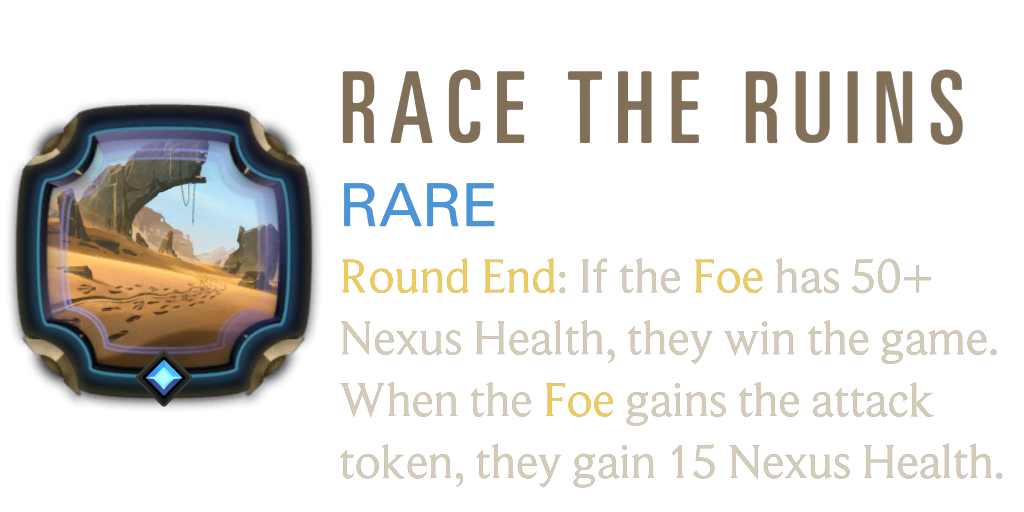 RACE THE RUINS
RARE
Round End: If the Foe has 50+
Nexus Health, they win the game.
When the Foe gains the attack
token, they gain 15 Nexus Health.